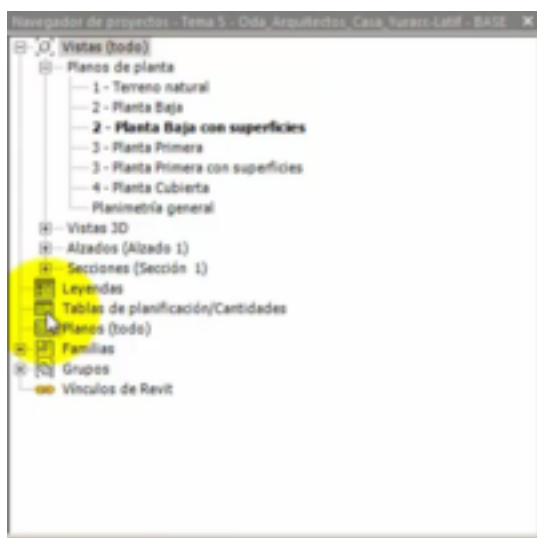 Navegador de proyectos - Tema 5 - Oda_Arquitectos_Casa_Yurass-Latif - BASE
Vistas (todo)
Planos de planta
1 - Terreno natural
2 - Planta Baja
2 - Planta Baja con superficies
3 - Planta Primera
3 - Planta Primera con superficies
4 - Planta Cubierta
Planimetría general
Vistas 3D
Alzados (Alzado 1)
Secciones (Sección 1)
Leyendas
Tablas de planificación/Cantidades
Planos (todo)
Familias
Grupos
Vínculos de Revit